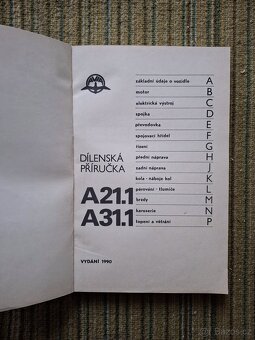 základní údaje o vozidle A
motor B
elektrická výstroj C
spojka D
převodovka E
spojovací hřídel F
řízení G
přední náprava H
zadní náprava J
kola - náboje kol K
pérování - tlumiče L
brzdy M
karoserie N
topení a větrání P
DÍLENSKÁ
PŘÍRUČKA
A21.1
A31.1
VYDÁNÍ 1990